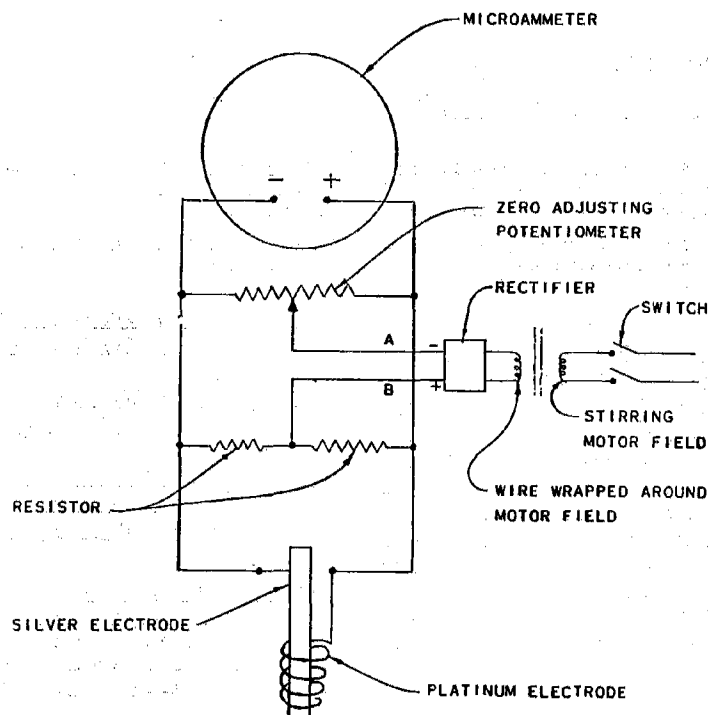 MICROAMMETER
- +
ZERO ADJUSTING
POTENTIOMETER
RECTIFIER
SWITCH
A -
B +
STIRRING
MOTOR FIELD
WIRE WRAPPED AROUND
MOTOR FIELD
RESISTOR
SILVER ELECTRODE
PLATINUM ELECTRODE